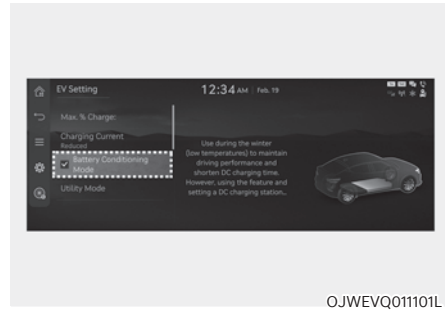 EV Setting
12:34 AM Feb. 19
Max. % Charge:
Charging Current
Reduced
Battery Conditioning
Mode
Utility Mode
Use during the winter
(low temperatures) to maintain
driving performance and
shorten DC charging time.
However, using the feature and
setting a DC charging station...
OJWEVQ011101L